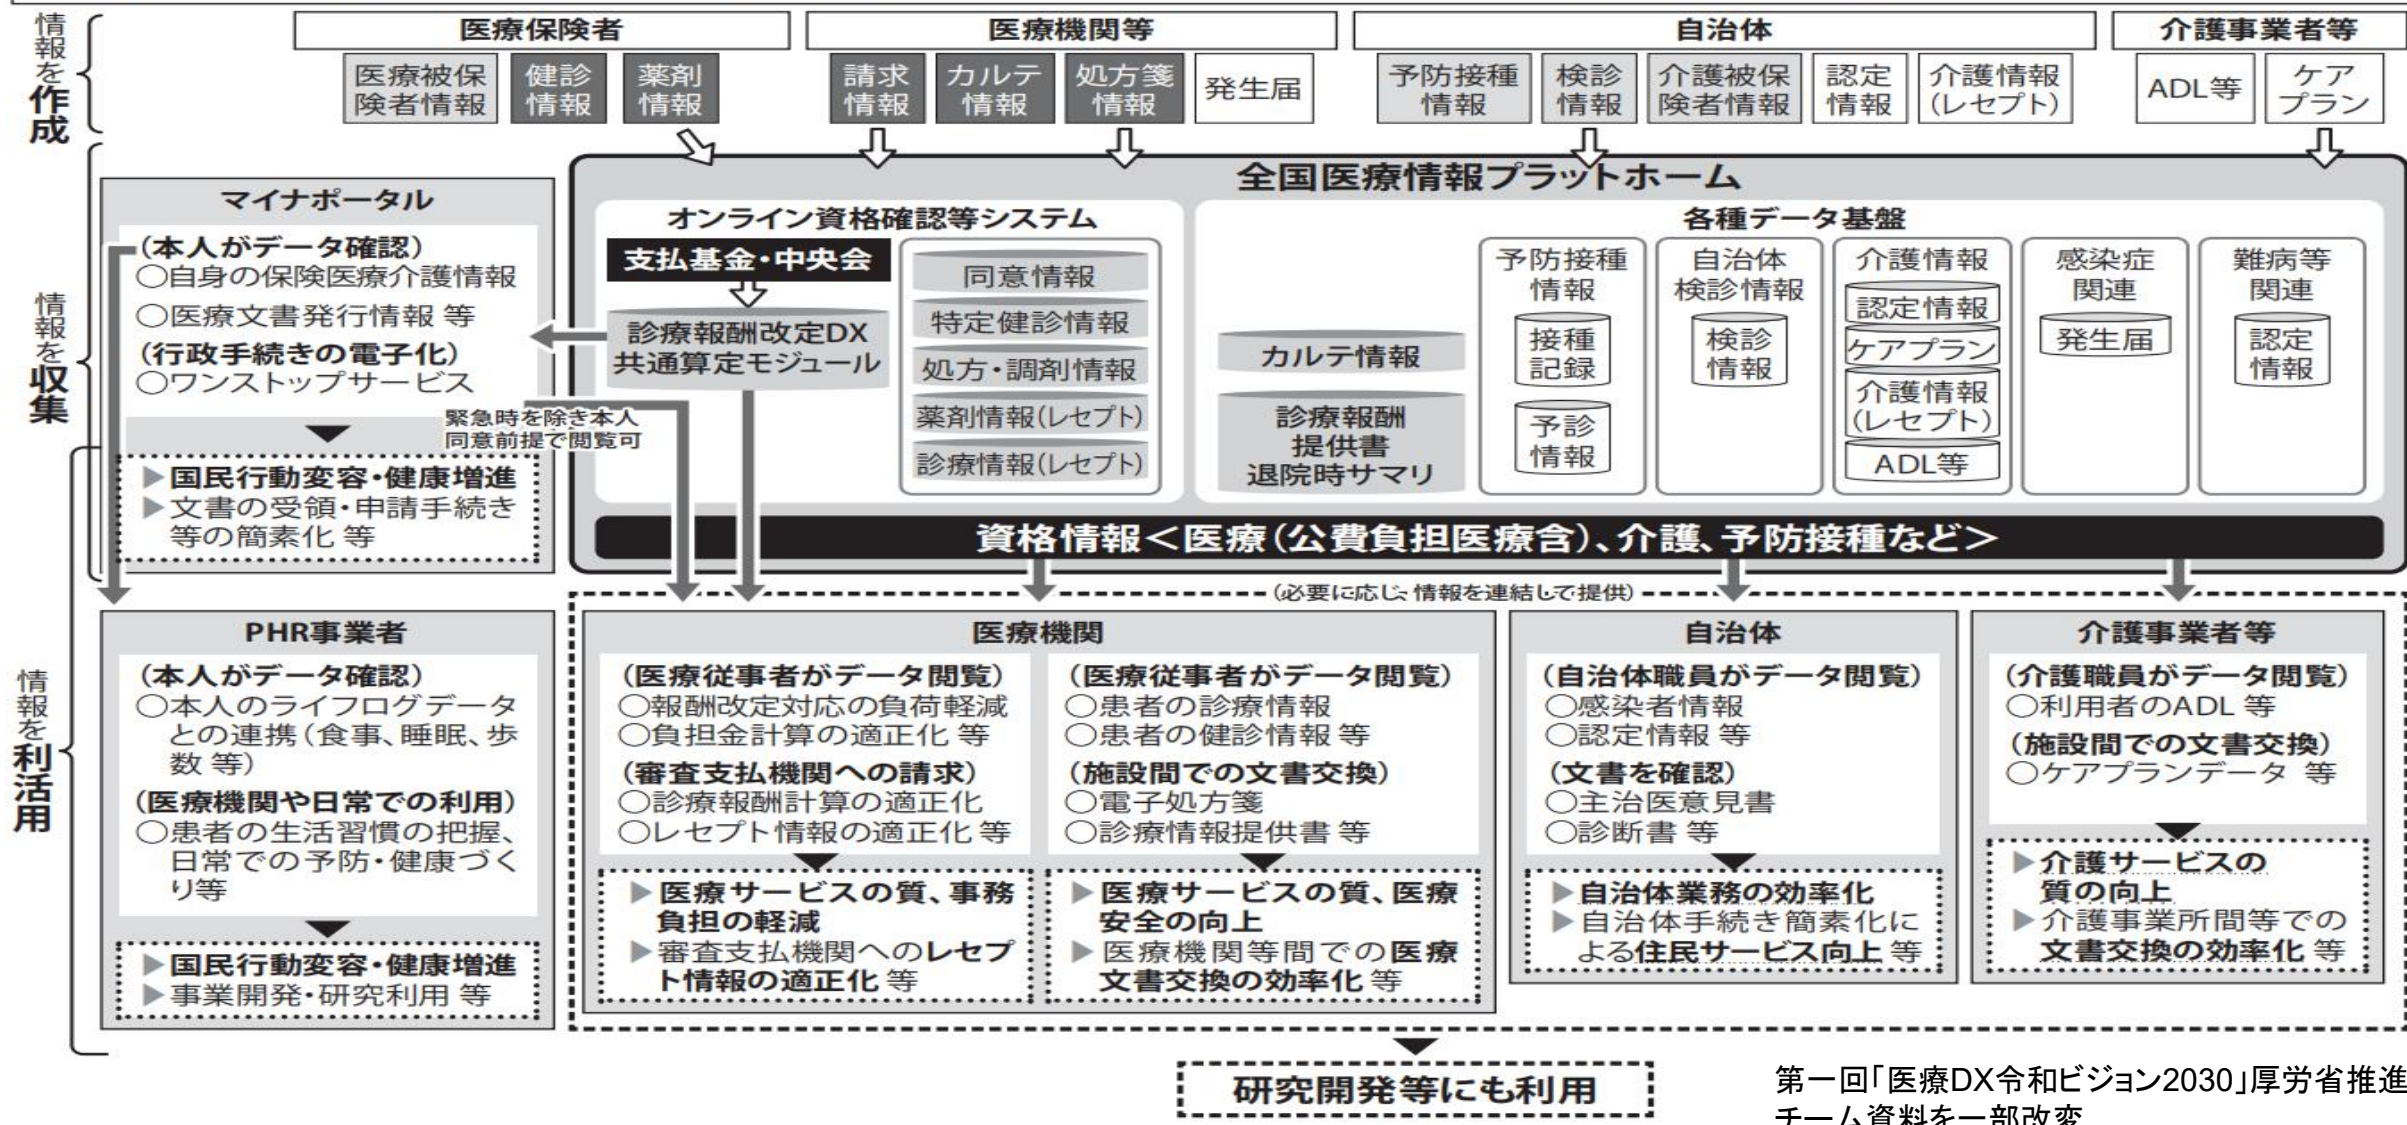 情報を作成
医療保険者
医療被保
険者情報
健診
情報
薬剤
情報
医療機関等
請求
情報
カルテ
情報
処方箋
情報
発生届
自治体
予防接種
情報
検診
情報
介護被保
険者情報
認定
情報
介護情報
(レセプト)
介護事業者等
ADL等
ケア
プラン
情報を収集
マイナポータル
(本人がデータ確認)
○自身の保険医療介護情報
○医療文書発行情報 等
(行政手続きの電子化)
○ワンストップサービス
緊急時を除き本人
同意前提で閲覧可
▶国民行動変容・健康増進
▶文書の受領・申請手続き
等の簡素化 等
全国医療情報プラットホーム
オンライン資格確認等システム
支払基金・中央会
診療報酬改定DX
共通算定モジュール
同意情報
特定健診情報
処方・調剤情報
薬剤情報(レセプト)
診療情報(レセプト)
各種データ基盤
カルテ情報
診療報酬
提供書
退院時サマリ
予防接種
情報
接種
記録
予診
情報
自治体
検診情報
検診
情報
介護情報
認定情報
ケアプラン
介護情報
(レセプト)
ADL等
感染症
関連
発生届
難病等
関連
認定
情報
資格情報<医療(公費負担医療含)、介護、予防接種など>
(必要に応じ、情報を連結して提供)
情報を利活用
PHR事業者
(本人がデータ確認)
○本人のライフログデータ
との連携(食事、睡眠、歩
数 等)
(医療機関や日常での利用)
○患者の生活習慣の把握、
日常での予防・健康づく
り等
▶国民行動変容・健康増進
▶事業開発・研究利用 等
医療機関
(医療従事者がデータ閲覧)
○報酬改定対応の負荷軽減
○負担金計算の適正化 等
(審査支払機関への請求)
○診療報酬計算の適正化
○レセプト情報の適正化 等
▶医療サービスの質、事務
負担の軽減
▶審査支払機関へのレセプ
ト情報の適正化 等
(医療従事者がデータ閲覧)
○患者の診療情報
○患者の健診情報 等
(施設間での文書交換)
○電子処方箋
○診療情報提供書 等
▶医療サービスの質、医療
安全の向上
▶医療機関等間での医療
文書交換の効率化 等
自治体
(自治体職員がデータ閲覧)
○感染者情報
○認定情報 等
(文書を確認)
○主治医意見書
○診断書 等
▶自治体業務の効率化
▶自治体手続き簡素化に
よる住民サービス向上 等
介護事業者等
(介護職員がデータ閲覧)
○利用者のADL 等
(施設間での文書交換)
○ケアプランデータ 等
▶介護サービスの
質の向上
▶介護事業所間等での
文書交換の効率化 等
研究開発等にも利用
第一回「医療DX令和ビジョン2030」厚労省推進
チーム資料を一部改変